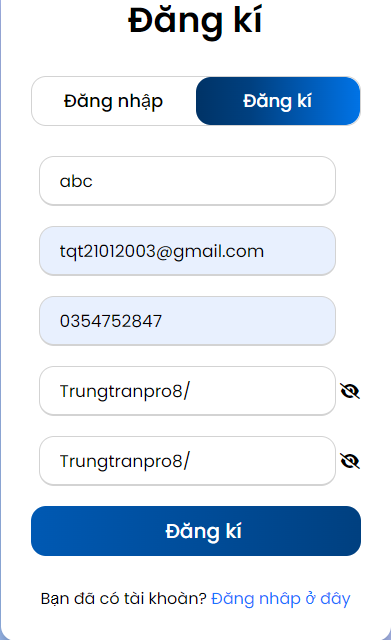 Đăng kí
Đăng nhập
Đăng kí
abc
tqt21012003@gmail.com
0354752847
Trungtranpro8/
Trungtranpro8/
Đăng kí
Bạn đã có tài khoản? Đăng nhâp ở đây